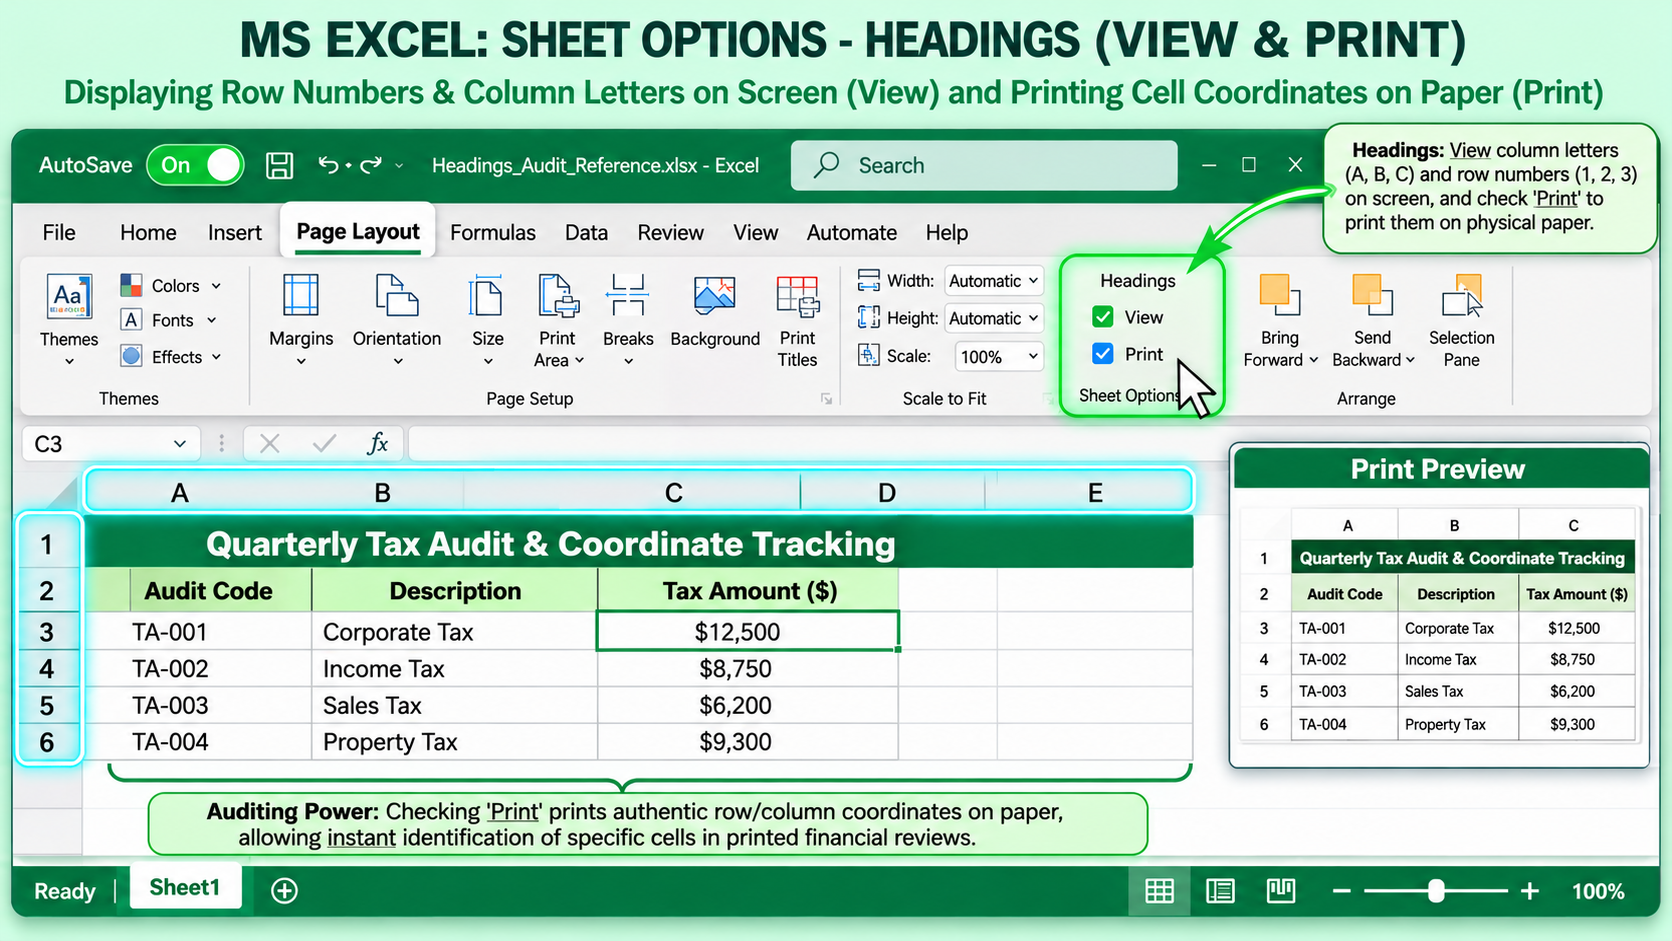 MS EXCEL: SHEET OPTIONS - HEADINGS (VIEW & PRINT)
Displaying Row Numbers & Column Letters on Screen (View) and Printing Cell Coordinates on Paper (Print)
AutoSave On Headings_Audit_Reference.xlsx - Excel Search
Headings: View column letters
(A, B, C) and row numbers (1, 2, 3)
on screen, and check 'Print' to
print them on physical paper.
File Home Insert Page Layout Formulas Data Review View Automate Help
Aa
Themes
Colors
Fonts
Effects
Themes
Margins
Orientation
Size
Print
Area
Breaks
Background
Print
Titles
Page Setup
Width: Automatic
Height: Automatic
Scale: 100%
Scale to Fit
Headings
View
Print
Sheet Option
Bring
Forward
Send
Backward
Selection
Pane
Arrange
C3 fx
A B C D E
1 Quarterly Tax Audit & Coordinate Tracking
2 Audit Code Description Tax Amount ($)
3 TA-001 Corporate Tax $12,500
4 TA-002 Income Tax $8,750
5 TA-003 Sales Tax $6,200
6 TA-004 Property Tax $9,300
Print Preview
A B C
1 Quarterly Tax Audit & Coordinate Tracking
2 Audit Code Description Tax Amount ($)
3 TA-001 Corporate Tax $12,500
4 TA-002 Income Tax $8,750
5 TA-003 Sales Tax $6,200
6 TA-004 Property Tax $9,300
Auditing Power: Checking 'Print' prints authentic row/column coordinates on paper,
allowing instant identification of specific cells in printed financial reviews.
Ready Sheet1 100%